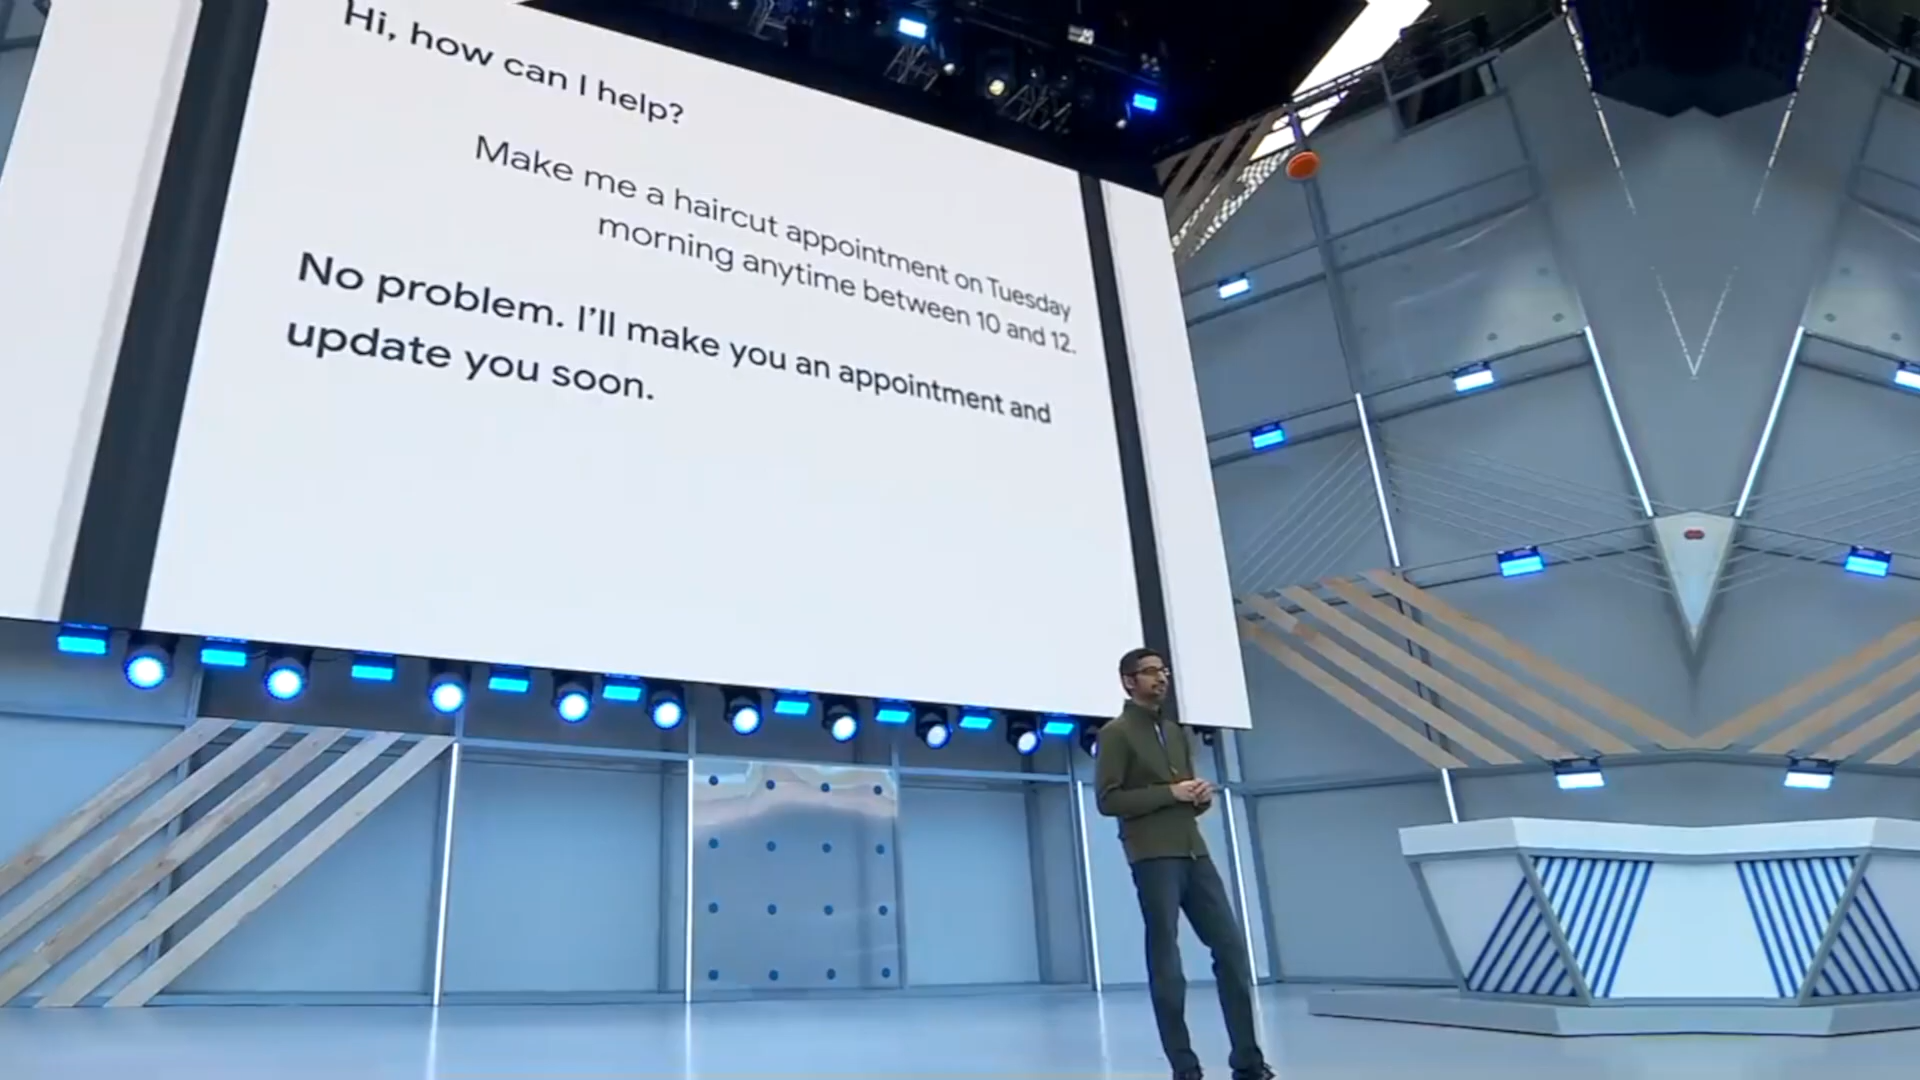 Hi, how can I help?
Make me a haircut appointment on Tuesday
morning anytime between 10 and 12.
No problem. I'll make you an appointment and
update you soon.